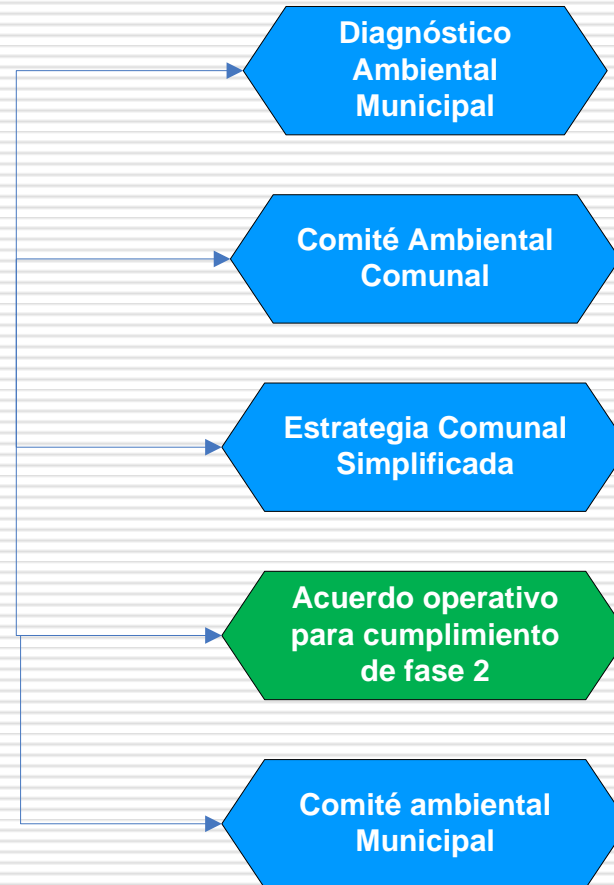 Diagnóstico
Ambiental
Municipal
Comité Ambiental
Comunal
Estrategia Comunal
Simplificada
Acuerdo operativo
para cumplimiento
de fase 2
Comité ambiental
Municipal